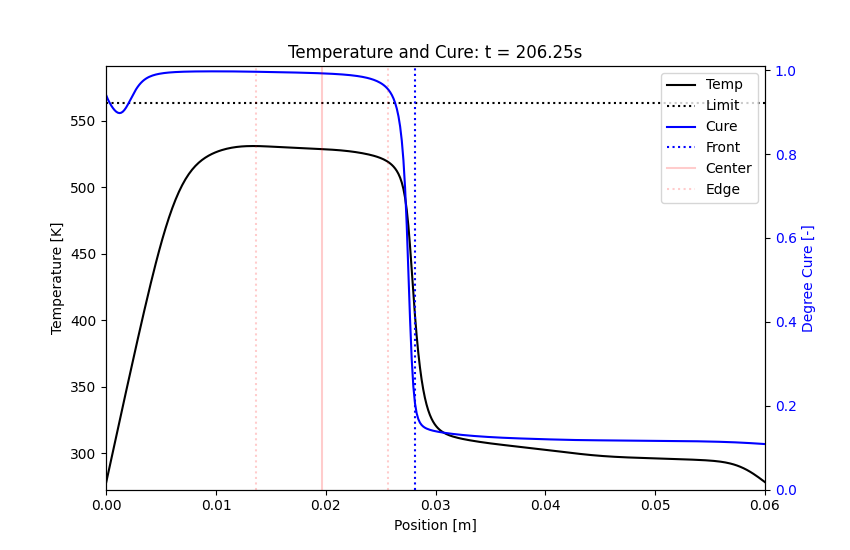 Temperature and Cure: t = 206.25s
Temp
Limit
Cure
Front
Center
Edge
Temperature [K]
550
500
450
400
350
300
Degree Cure [-]
1.0
0.8
0.6
0.4
0.2
0.0
0.00 0.01 0.02 0.03 0.04 0.05 0.06
Position [m]